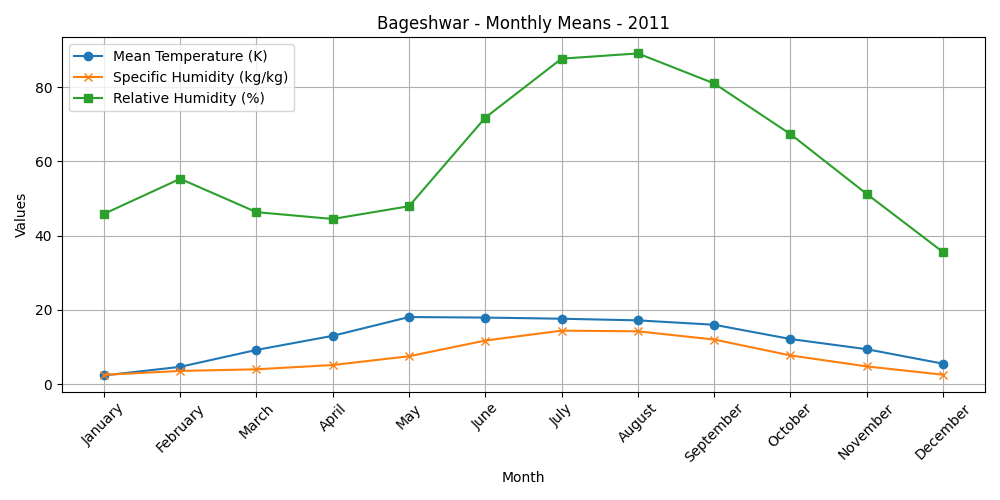 Bageshwar - Monthly Means - 2011
Mean Temperature (K)
Specific Humidity (kg/kg)
Relative Humidity (%)
Values
80
60
40
20
0
January
February
March
April
May
June
July
August
September
October
November
December
Month